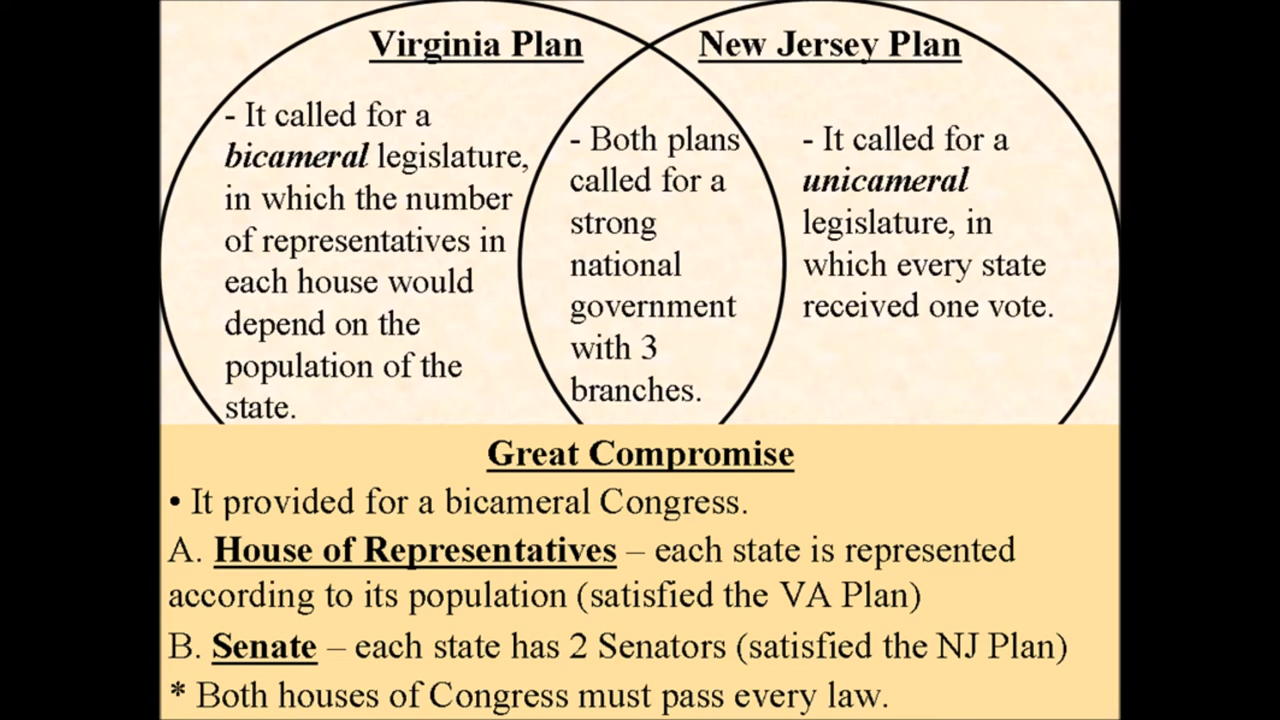 Virginia Plan
- It called for a
bicameral legislature,
in which the number
of representatives in
each house would
depend on the
population of the
state.
- Both plans
called for a
strong
national
government
with 3
branches.
New Jersey Plan
- It called for a
unicameral
legislature, in
which every state
received one vote.
Great Compromise
• It provided for a bicameral Congress.
A. House of Representatives – each state is represented
according to its population (satisfied the VA Plan)
B. Senate – each state has 2 Senators (satisfied the NJ Plan)
* Both houses of Congress must pass every law.